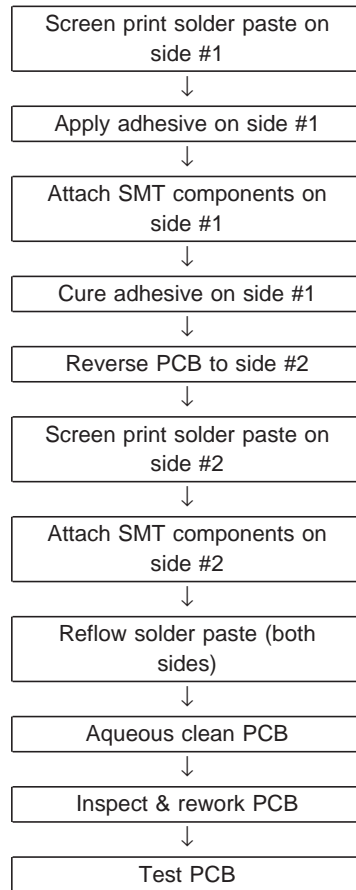 Screen print solder paste on
side #1
↓
Apply adhesive on side #1
↓
Attach SMT components on
side #1
↓
Cure adhesive on side #1
↓
Reverse PCB to side #2
↓
Screen print solder paste on
side #2
↓
Attach SMT components on
side #2
↓
Reflow solder paste (both
sides)
↓
Aqueous clean PCB
↓
Inspect & rework PCB
↓
Test PCB